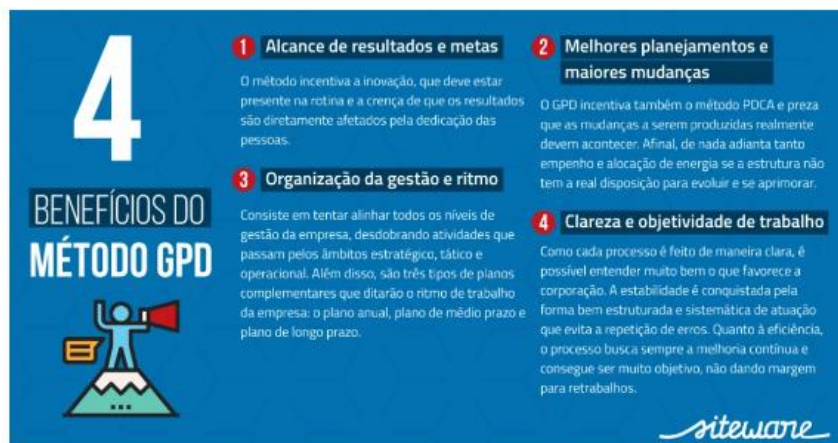 4
BENEFÍCIOS DO
MÉTODO GPD
1 Alcance de resultados e metas
O método incentiva a inovação, que deve estar
presente na rotina e a crença de que os resultados
são diretamente afetados pela dedicação das
pessoas.
2 Melhores planejamentos e
maiores mudanças
O GPD incentiva também o método PDCA e preza
que as mudanças a serem produzidas realmente
devem acontecer. Afinal, de nada adianta tanto
empenho e alocação de energia se a estrutura não
tem a real disposição para evoluir e se aprimorar.
3 Organização da gestão e ritmo
Consiste em tentar alinhar todos os níveis de
gestão da empresa, desdobrando atividades que
passam pelos âmbitos estratégico, tático e
operacional. Além disso, são três tipos de planos
complementares que ditarão o ritmo de trabalho
da empresa: o plano anual, plano de médio prazo e
plano de longo prazo.
4 Clareza e objetividade de trabalho
Como cada processo é feito de maneira clara, é
possível entender muito bem o que favorece a
corporação. A estabilidade é conquistada pela
forma bem estruturada e sistemática de atuação
que evita a repetição de erros. Quanto à eficiência,
o processo busca sempre a melhoria contínua e
consegue ser muito objetivo, não dando margem
para retrabalhos.
siteware